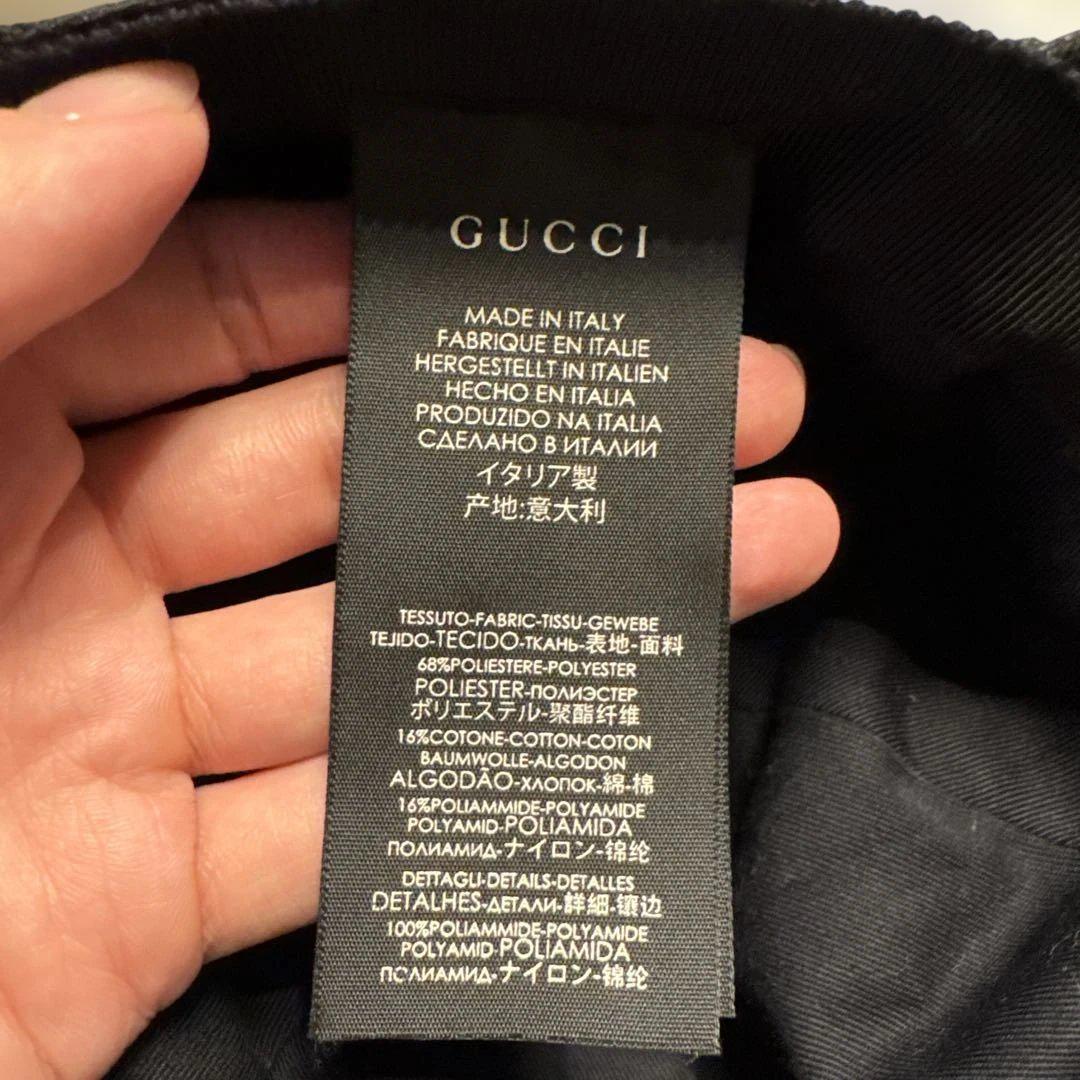 GUCCI
MADE IN ITALY
FABRIQUE EN ITALIE
HERGESTELLT IN ITALIEN
HECHO EN ITALIA
PRODUZIDO NA ITALIA
СДЕЛАНО В ИТАЛИИ
イタリア製
产地:意大利
TESSUTO-FABRIC-TISSU-GEWEBE
TEJIDO-TECIDO-ТКАНЬ-表地-面料
68%POLIESTERE-POLYESTER
POLIESTER-ПОЛИЭСТЕР
ポリエステル-聚酯纤维
16%COTONE-COTTON-COTON
BAUMWOLLE-ALGODON
ALGODÃO-ХЛОПОК-綿-棉
16%POLIAMMIDE-POLYAMIDE
POLYAMID-POLIAMIDA
ПОЛИАМИД-ナイロン-锦纶
DETTAGLI-DETAILS-DETALLES
DETALHES-ДЕТАЛИ-詳細-镶边
100%POLIAMMIDE-POLYAMIDE
POLYAMID-POLIAMIDA
ПОЛИАМИД-ナイロン-锦纶